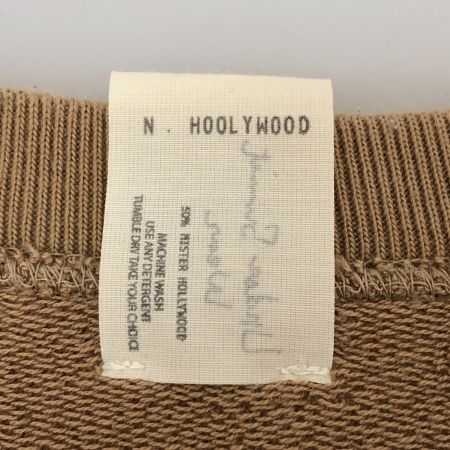 N. HOOLYWOOD
50% MISTER HOLLYWOOD
MACHINE WASH
USE ANY DETERGENT
TUMBLE DRY TAKE YOUR CHOICE